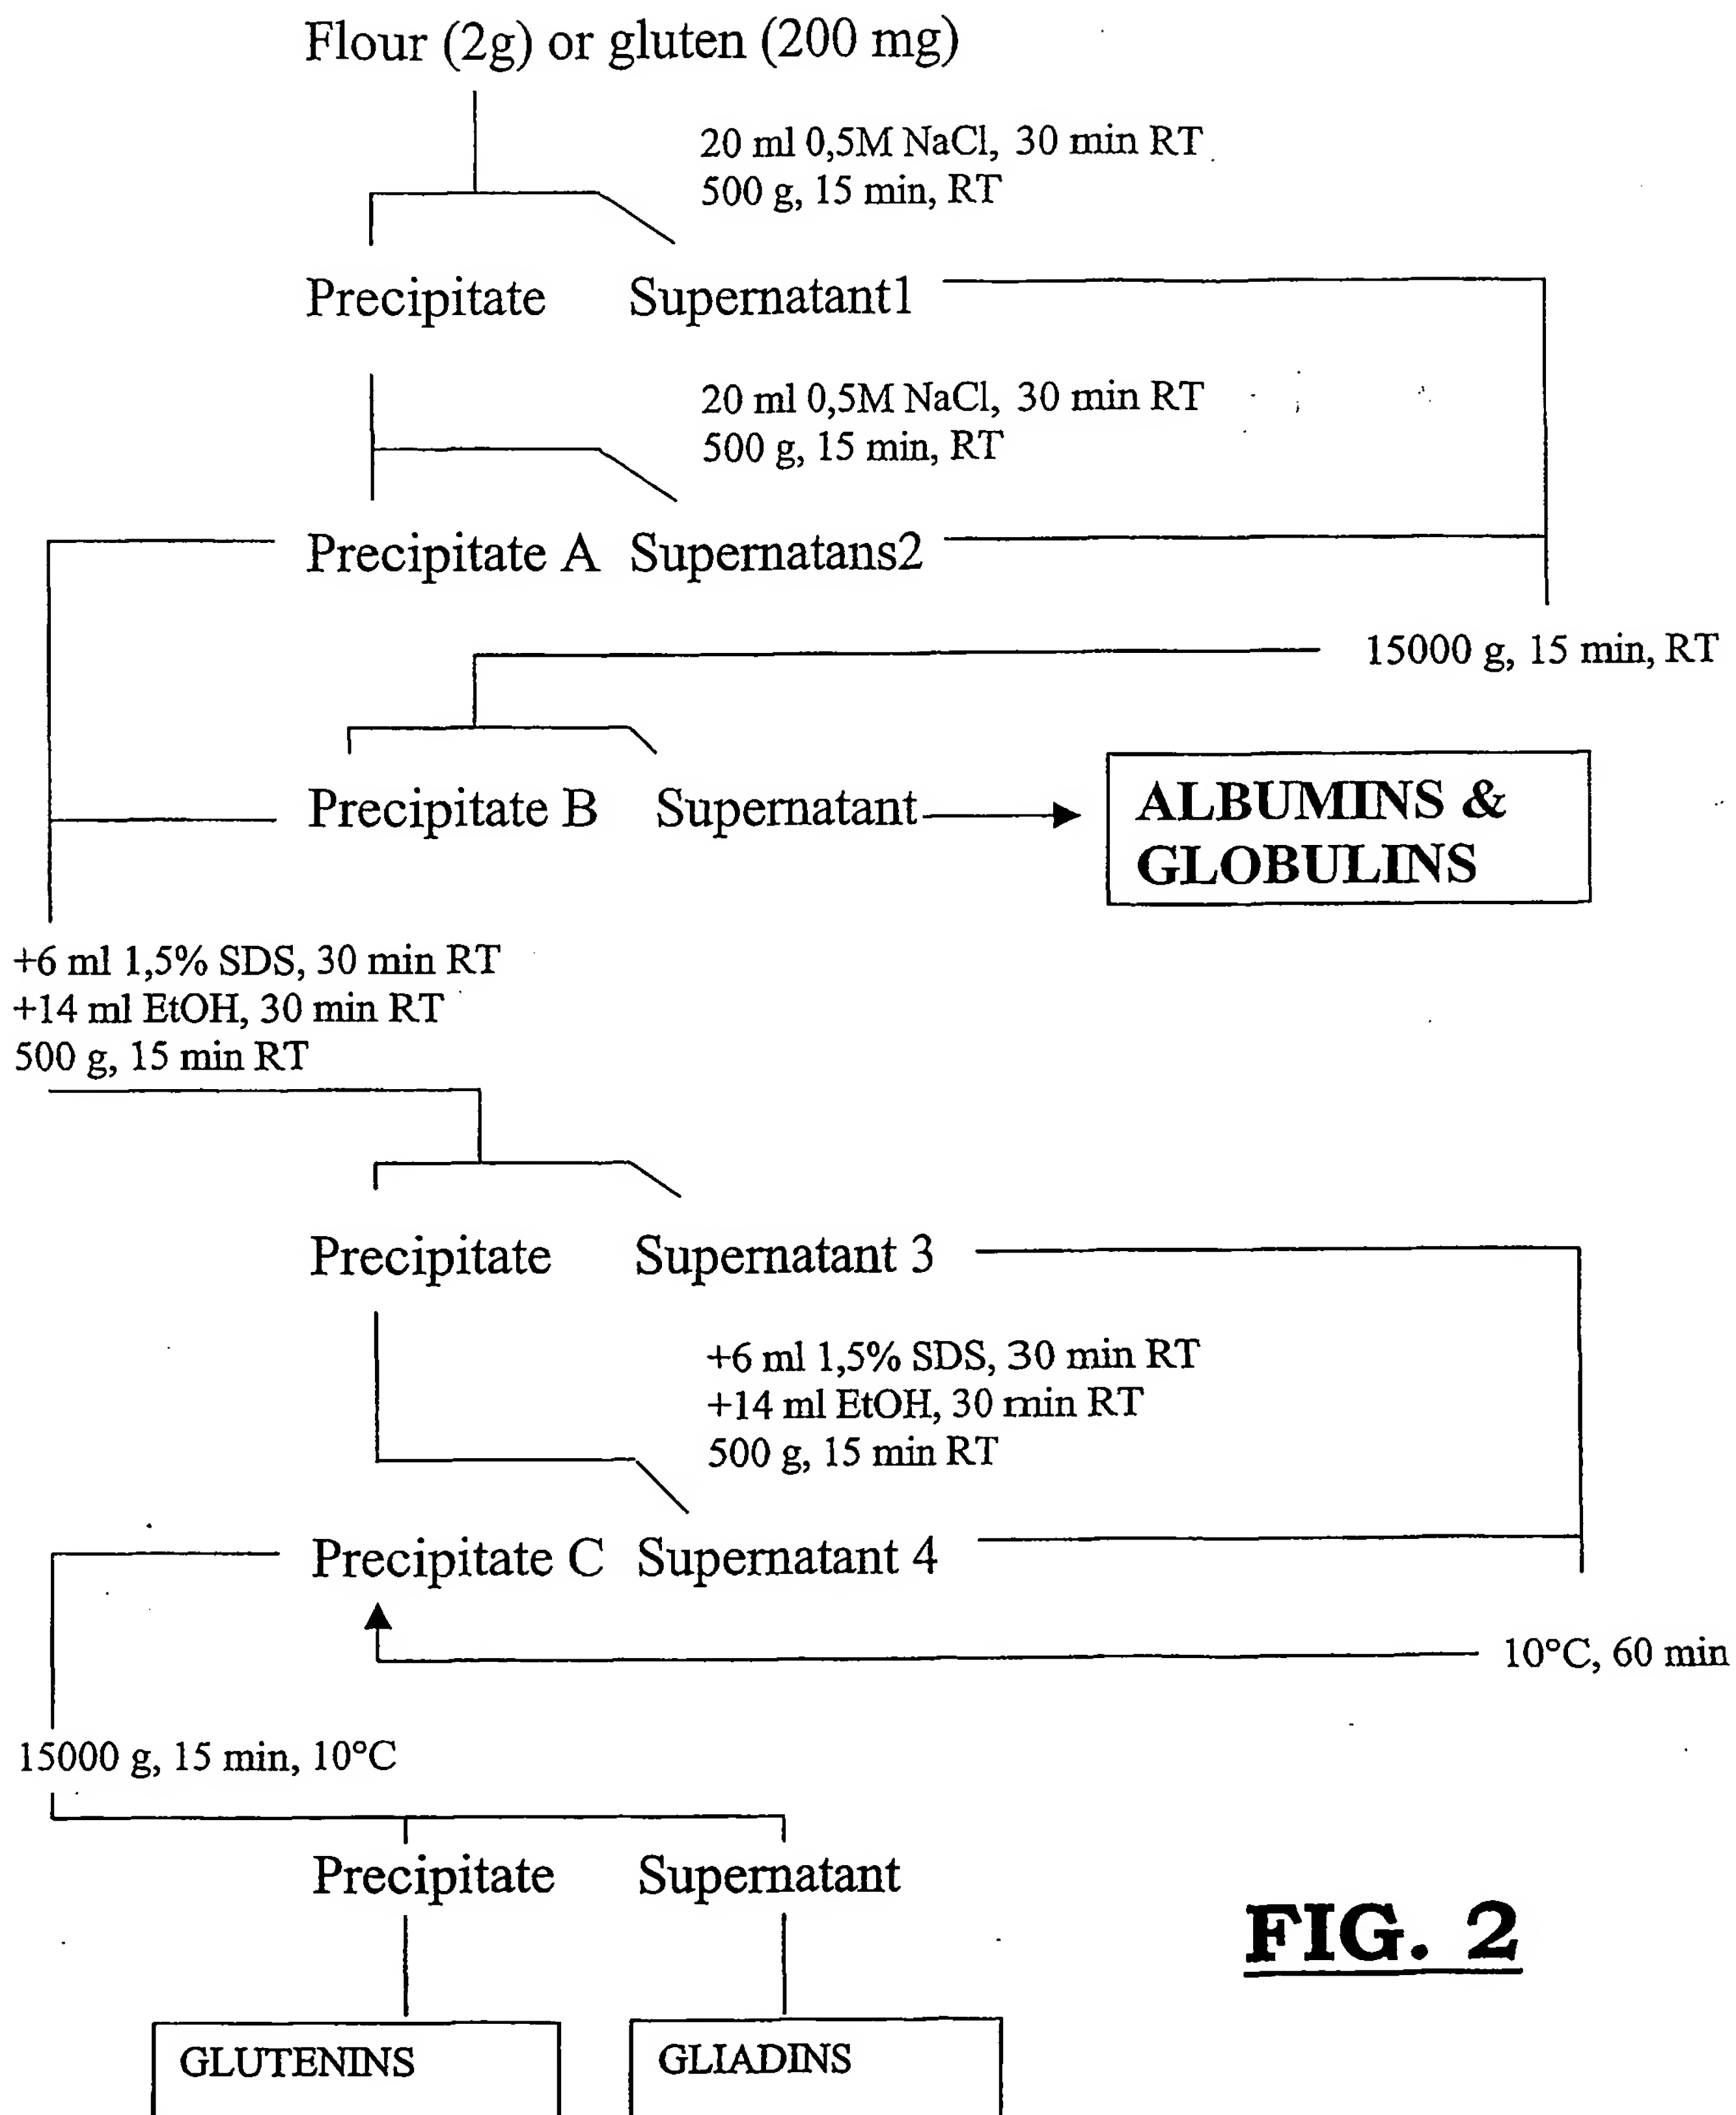 Flour (2g) or gluten (200 mg)
20 ml 0,5M NaCl, 30 min RT
500 g, 15 min, RT
Precipitate
Supernatant1
20 ml 0,5M NaCl, 30 min RT
500 g, 15 min, RT
Precipitate A
Supernatans2
15000 g, 15 min, RT
Precipitate B
Supernatant
ALBUMINS &
GLOBULINS
+6 ml 1,5% SDS, 30 min RT
+14 ml EtOH, 30 min RT
500 g, 15 min RT
Precipitate
Supernatant 3
+6 ml 1,5% SDS, 30 min RT
+14 ml EtOH, 30 min RT
500 g, 15 min RT
Precipitate C
Supernatant 4
10°C, 60 min
15000 g, 15 min, 10°C
Precipitate
Supernatant
FIG. 2
GLUTENINS
GLIADINS